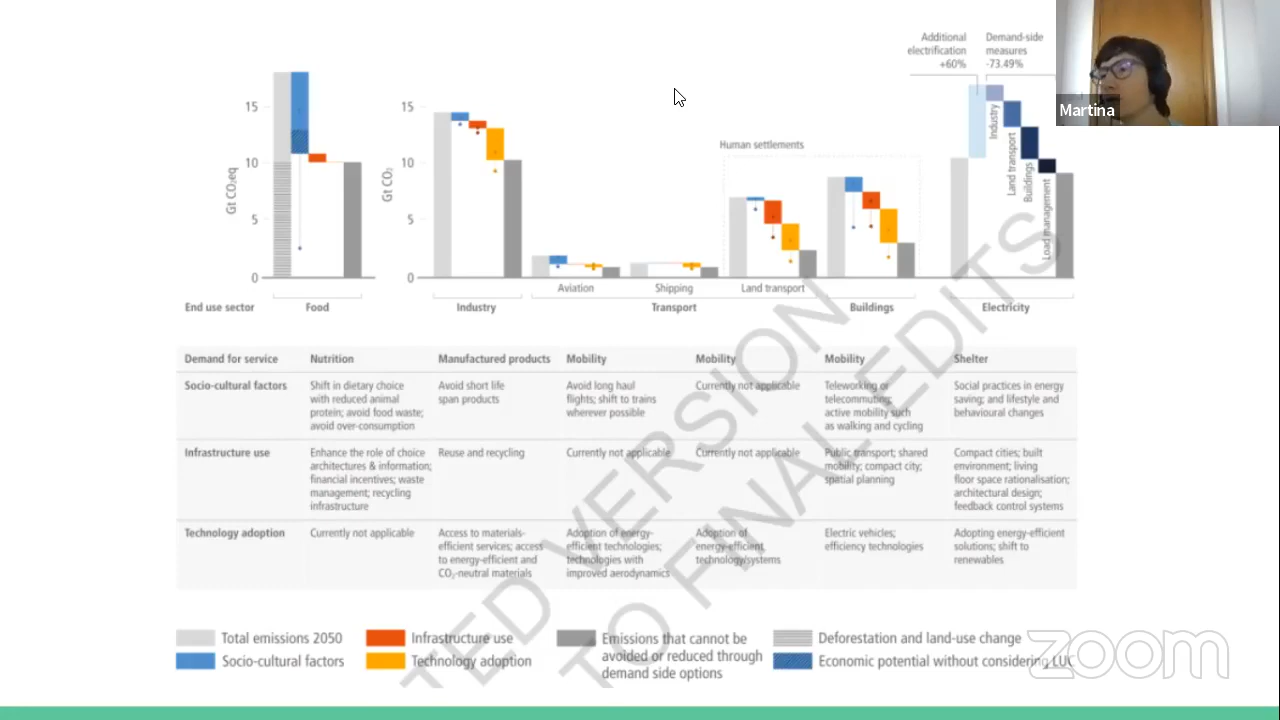 Additional
electrification
+60%
Demand-side
measures
-73.49%
Martina
Gt CO₂eq
15
10
5
0
Gt CO₂
15
10
5
0
Human settlements
Industry
Land transport
Buildings
Load management
Aviation
Shipping
Land transport
End use sector
Food
Industry
Transport
Buildings
Electricity
Demand for service
Nutrition
Manufactured products
Mobility
Mobility
Mobility
Shelter
Socio-cultural factors
Shift in dietary choice
with reduced animal
protein; avoid food waste;
avoid over-consumption
Avoid short life
span products
Avoid long haul
flights; shift to trains
wherever possible
Currently not applicable
Teleworking or
telecommuting;
active mobility such
as walking and cycling
Social practices in energy
saving; and lifestyle and
behavioural changes
Infrastructure use
Enhance the role of choice
architectures & information;
financial incentives; waste
management; recycling
infrastructure
Reuse and recycling
Currently not applicable
Currently not applicable
Public transport; shared
mobility; compact city;
spatial planning
Compact cities; built
environment; living
floor space rationalisation;
architectural design;
feedback control systems
Technology adoption
Currently not applicable
Access to materials-
efficient services; access
to energy-efficient and
CO₂-neutral materials
Adoption of energy-
efficient technologies;
technologies with
improved aerodynamics
Adoption of
energy-efficient
technology/systems
Electric vehicles;
efficiency technologies
Adopting energy-efficient
solutions; shift to
renewables
Total emissions 2050
Socio-cultural factors
Infrastructure use
Technology adoption
Emissions that cannot be
avoided or reduced through
demand side options
Deforestation and land-use change
Economic potential without considering LUC
TED VERSION
TO FINAL EDITS
zoom